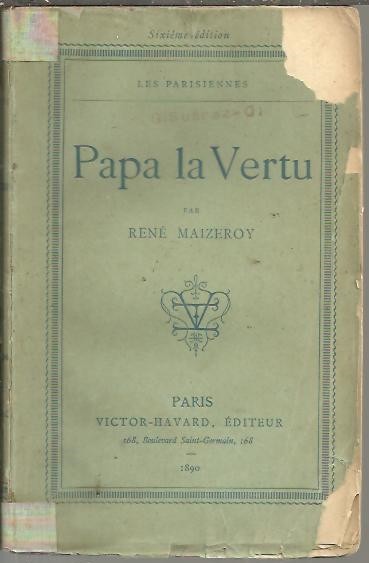 Sixième édition
LES PARISIENNES
Papa la Vertu
PAR
RENÉ MAIZEROY
PARIS
VICTOR-HAVARD, ÉDITEUR
168, Boulevard Saint-Germain, 168
1890